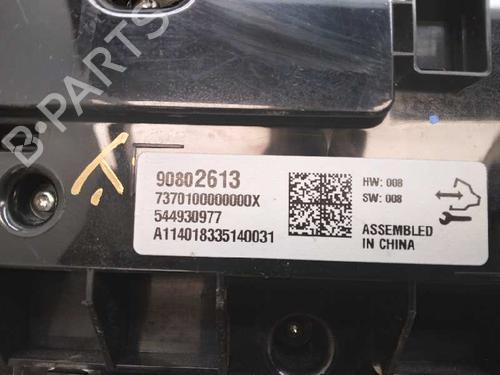 B-PARTS
90802613
7370100000000X
544930977
A114018335140031
HW: 008
SW: 008
ASSEMBLED
IN CHINA